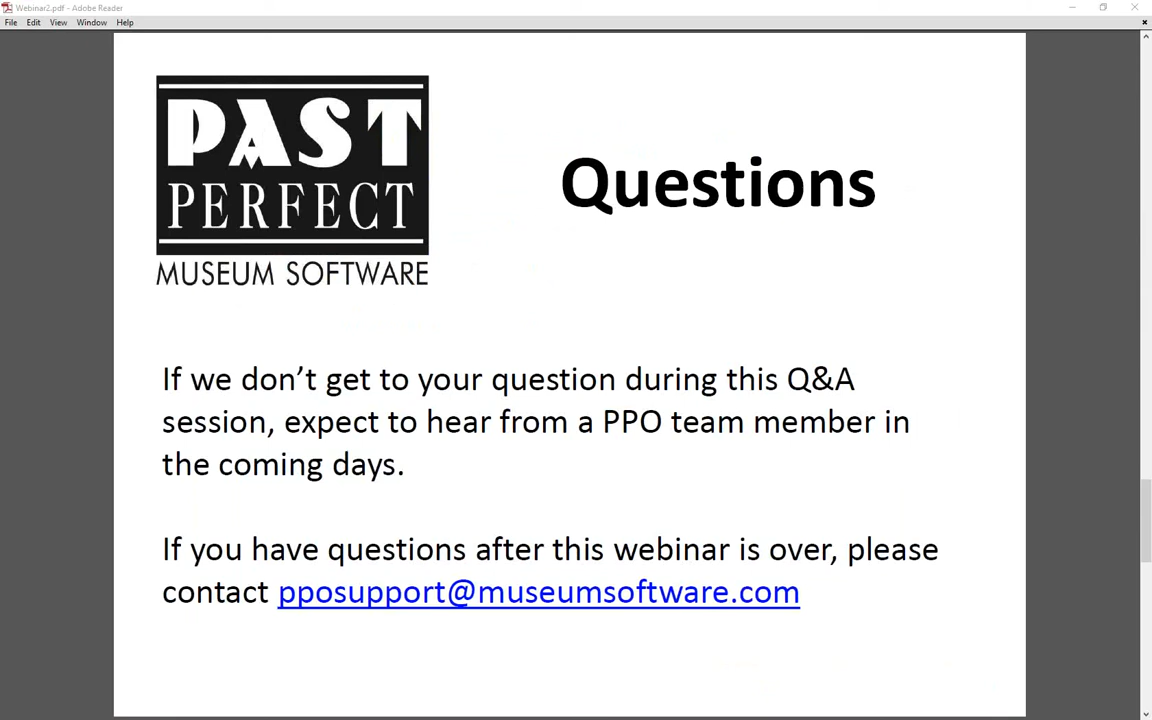 Webinar2.pdf - Adobe Reader
File Edit View Window Help
PAST
PERFECT
MUSEUM SOFTWARE
Questions
If we don’t get to your question during this Q&A
session, expect to hear from a PPO team member in
the coming days.
If you have questions after this webinar is over, please
contact pposupport@museumsoftware.com